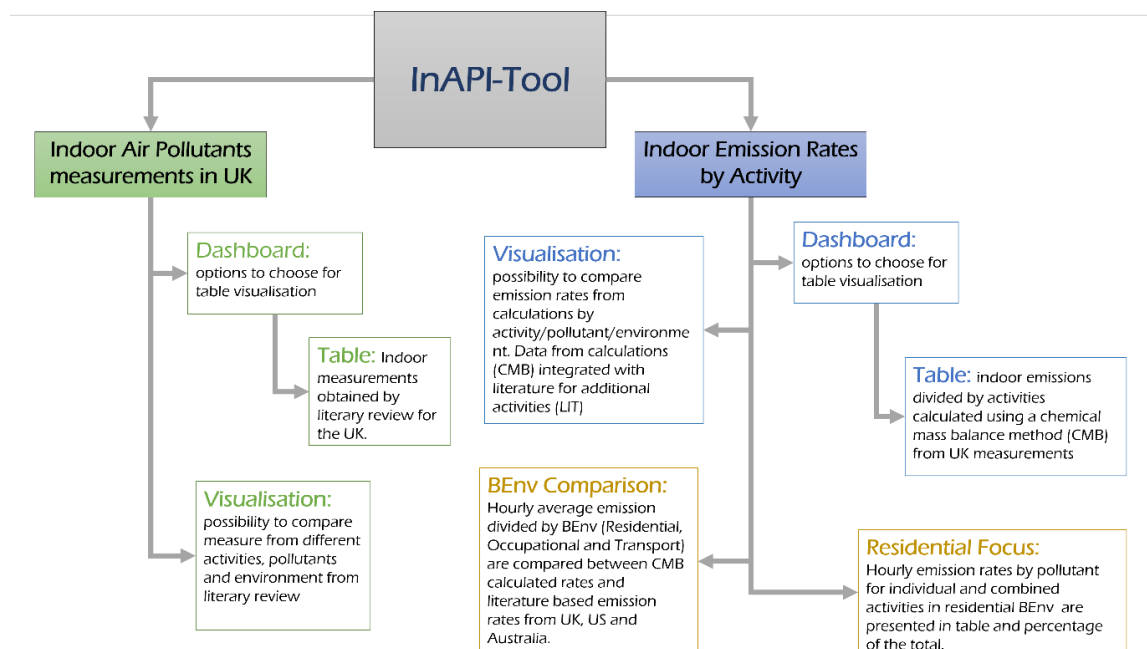 InAPI-Tool
Indoor Air Pollutants
measurements in UK
Dashboard:
options to choose for
table visualisation
Table: Indoor
measurements
obtained by
literary review for
the UK.
Visualisation:
possibility to compare
measure from different
activities, pollutants
and environment from
literary review
Indoor Emission Rates
by Activity
Visualisation:
possibility to compare
emission rates from
calculations by
activity/pollutant/environme
nt. Data from calculations
(CMB) integrated with
literature for additional
activities (LIT)
Dashboard:
options to choose for
table visualisation
Table: indoor emissions
divided by activities
calculated using a chemical
mass balance method (CMB)
from UK measurements
BEnv Comparison:
Hourly average emission
divided by BEnv (Residential,
Occupational and Transport)
are compared between CMB
calculated rates and
literature based emission
rates from UK, US and
Australia.
Residential Focus:
Hourly emission rates by pollutant
for individual and combined
activities in residential BEnv are
presented in table and percentage
of the total.